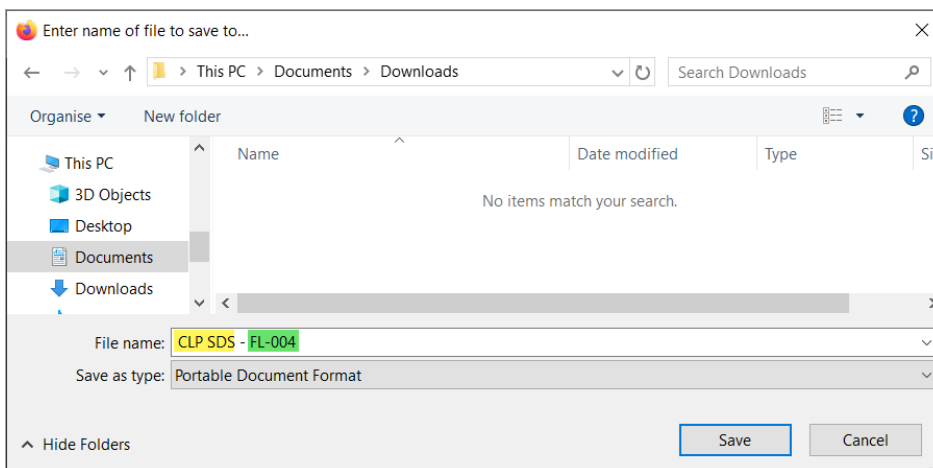 Enter name of file to save to...
This PC > Documents > Downloads
Search Downloads
Organise
New folder
?
Name
Date modified
Type
Si
This PC
3D Objects
Desktop
Documents
Downloads
No items match your search.
File name: CLP SDS - FL-004
Save as type: Portable Document Format
Hide Folders
Save
Cancel